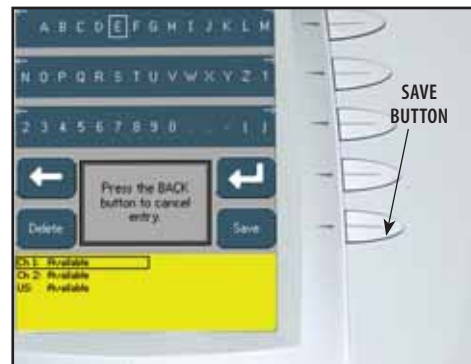 A B C D E F G H I J K L M
N O P Q R S T U V W X Y Z 1
2 3 4 5 6 7 8 9 0 . , - ( )
SAVE
BUTTON
Press the BACK
button to cancel
entry.
Delete
Save
Ch 1: Available
Ch 2: Available
US: Available